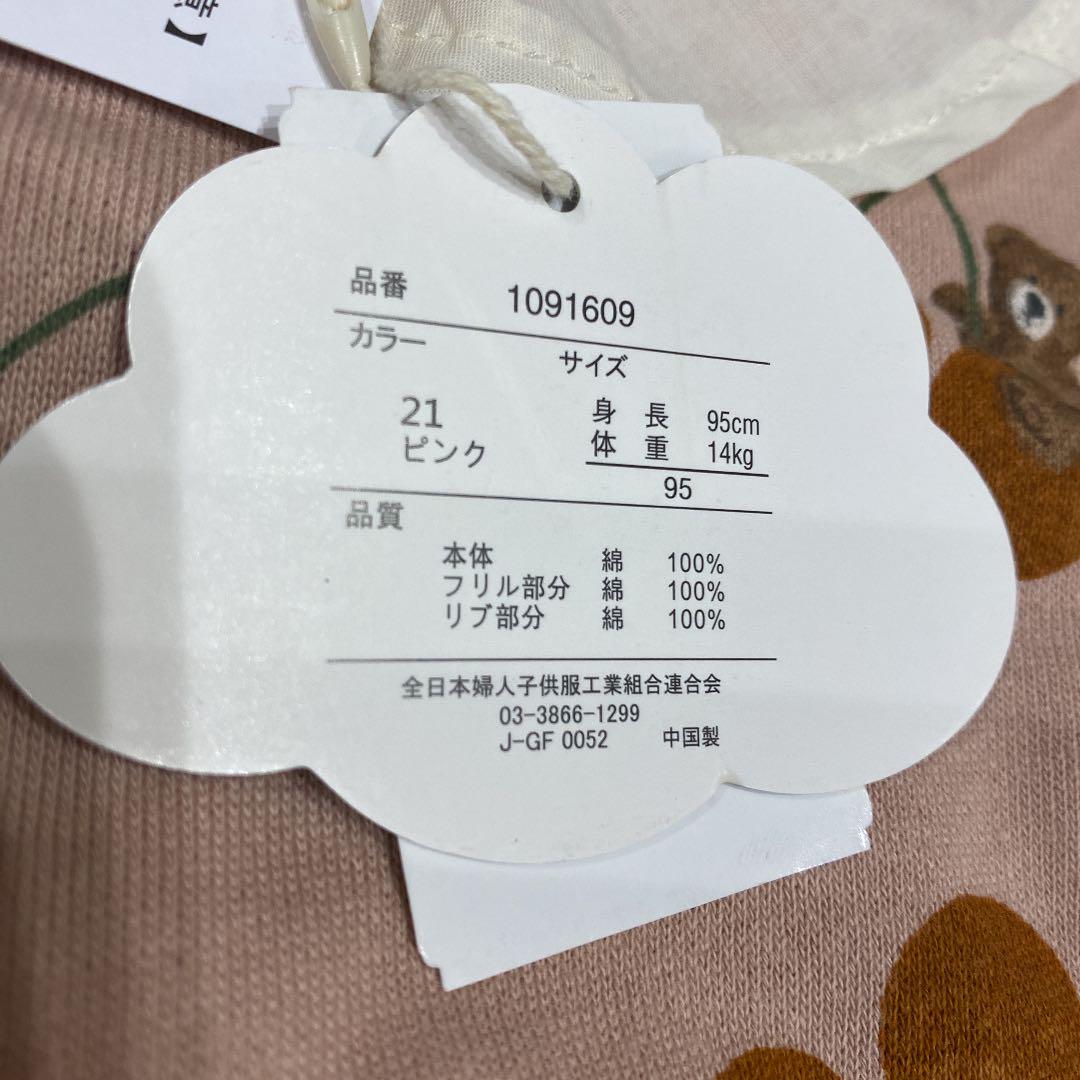 品番 1091609
カラー サイズ
21
ピンク
身長 95cm
体重 14kg
95
品質
本体 綿 100%
フリル部分 綿 100%
リブ部分 綿 100%
全日本婦人子供服工業組合連合会
03-3866-1299
J-GF 0052 中国製